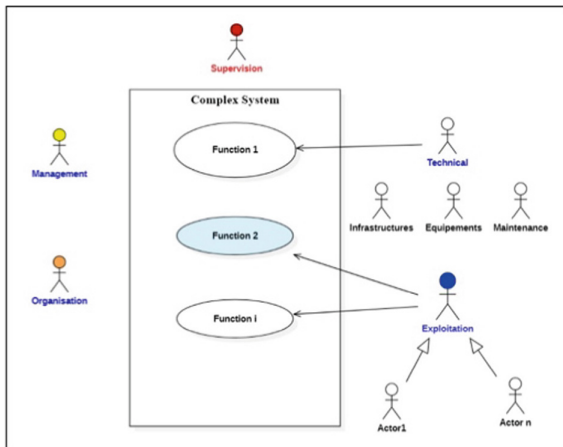 Supervision
Complex System
Function 1
Technical
Management
Infrastructures Equipements Maintenance
Function 2
Organisation
Function i
Exploitation
Actor1
Actor n